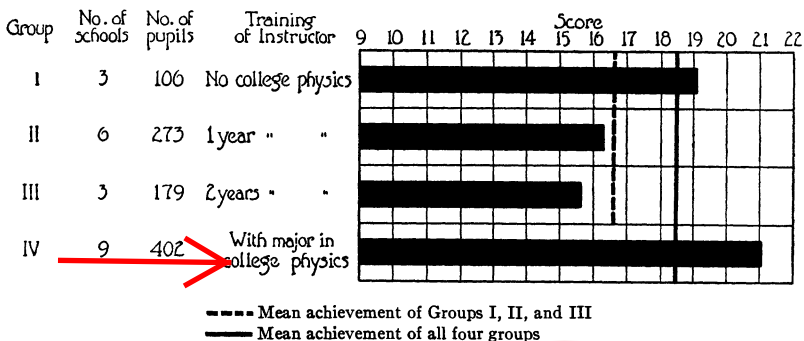 Group No. of schools No. of pupils Training of Instructor Score
9 10 11 12 13 14 15 16 17 18 19 20 21 22
I 3 106 No college physics
II 6 273 1 year " "
III 3 179 2 years " "
IV 9 402 With major in college physics
Mean achievement of Groups I, II, and III
Mean achievement of all four groups